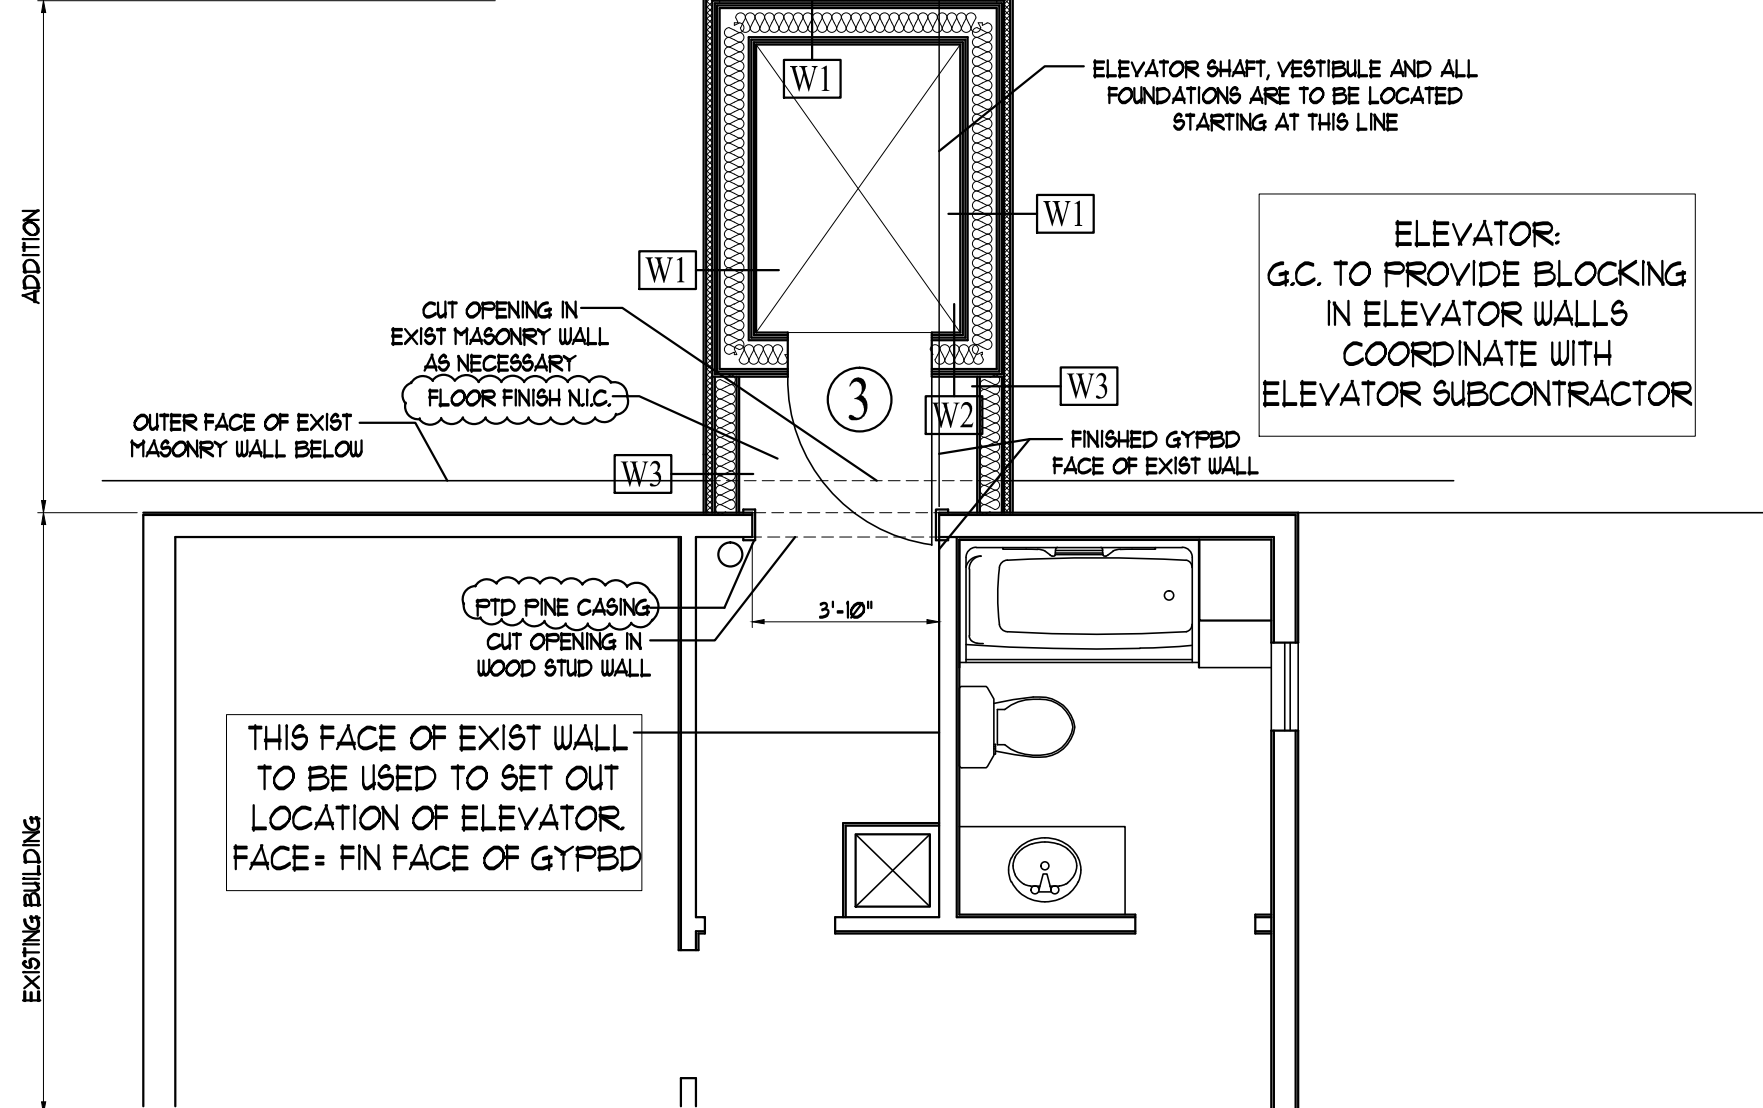 W1
ELEVATOR SHAFT, VESTIBULE AND ALL
FOUNDATIONS ARE TO BE LOCATED
STARTING AT THIS LINE
W1
ADDITION
W1
ELEVATOR:
G.C. TO PROVIDE BLOCKING
IN ELEVATOR WALLS
COORDINATE WITH
ELEVATOR SUBCONTRACTOR
CUT OPENING IN
EXIST MASONRY WALL
AS NECESSARY
FLOOR FINISH N.I.C.
3
W3
W2
OUTER FACE OF EXIST
MASONRY WALL BELOW
FINISHED GYPBD
FACE OF EXIST WALL
W3
PTD PINE CASING
3'-10"
CUT OPENING IN
WOOD STUD WALL
THIS FACE OF EXIST WALL
TO BE USED TO SET OUT
LOCATION OF ELEVATOR.
FACE= FIN FACE OF GYPBD
EXISTING BUILDING